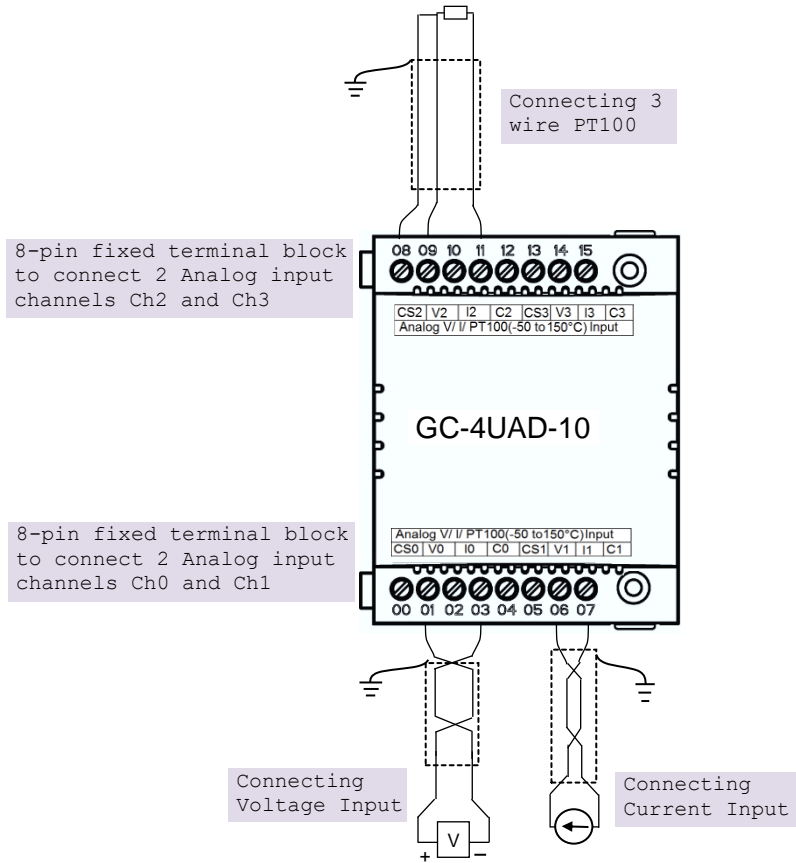 Connecting 3
wire PT100
8-pin fixed terminal block
to connect 2 Analog input
channels Ch2 and Ch3
08 09 10 11 12 13 14 15
CS2 V2 I2 C2 CS3 V3 I3 C3
Analog V/ I/ PT100(-50 to150°C) Input
GC-4UAD-10
8-pin fixed terminal block
to connect 2 Analog input
channels Ch0 and Ch1
Analog V/ I/ PT100(-50 to150°C)Input
CS0 V0 I0 C0 CS1 V1 I1 C1
00 01 02 03 04 05 06 07
Connecting
Voltage Input
V
+ −
Connecting
Current Input